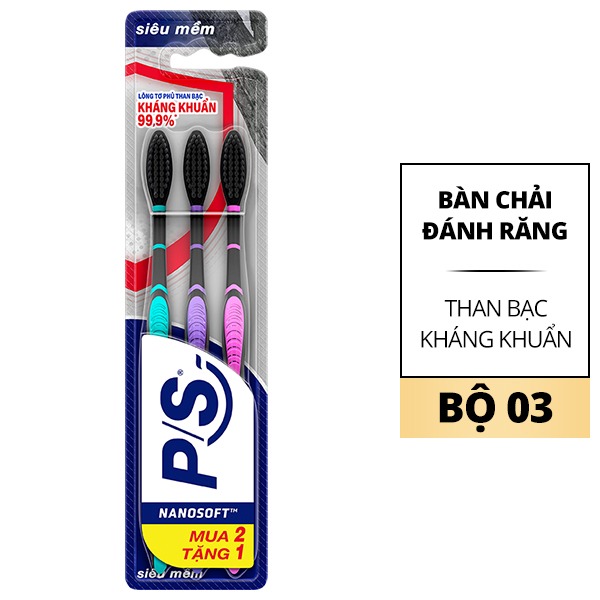 siêu mềm
LÔNG TƠ PHỦ THAN BẠC
KHÁNG KHUẨN
99,9%*
P/S®
NANOSOFT™
MUA 2
TẶNG 1
siêu mềm
BÀN CHẢI
ĐÁNH RĂNG
THAN BẠC
KHÁNG KHUẨN
BỘ 03